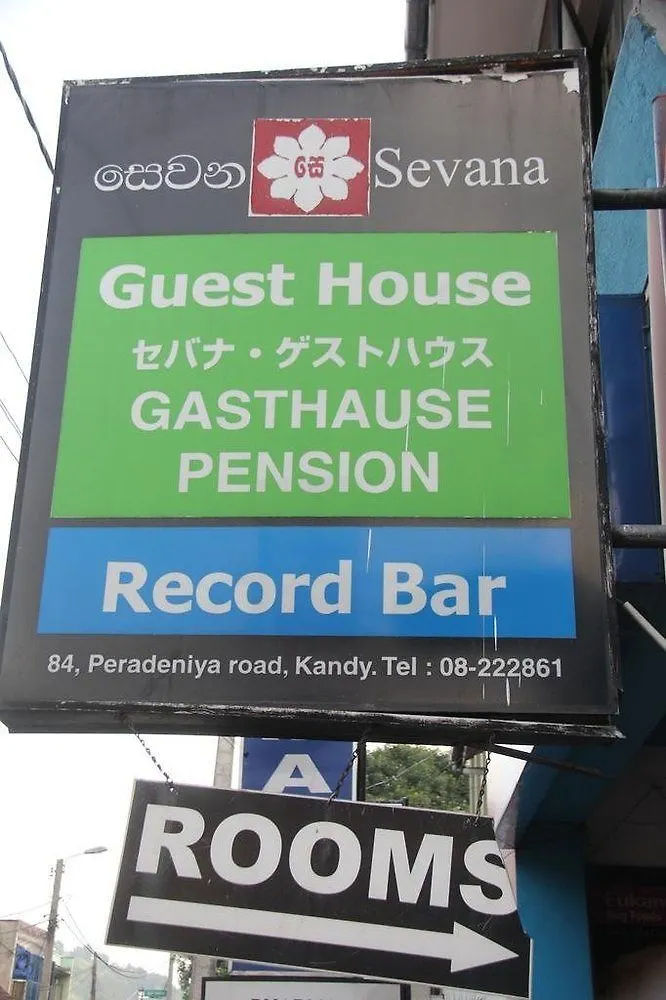 සෙවන සෙ Sevana
Guest House
セバナ・ゲストハウス
GASTHAUSE
PENSION
Record Bar
84, Peradeniya road, Kandy. Tel : 08-222861
A
ROOMS